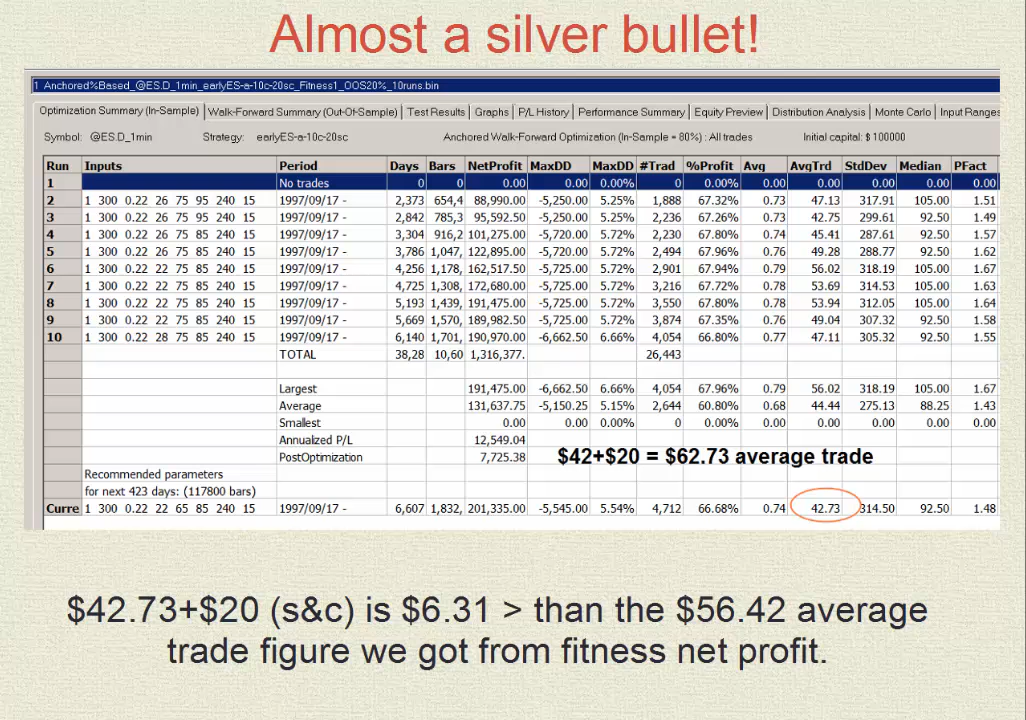 Almost a silver bullet!
1 Anchored%Based_@ES.D_1min_earlyES-a-10c-20sc_Fitness1_OOS20%_10runs.bin
Optimization Summary (In-Sample) Walk-Forward Summary (Out-Of-Sample) Test Results Graphs P/L History Performance Summary Equity Preview Distribution Analysis Monte Carlo Input Ranges
Symbol: @ES.D_1min Strategy: earlyES-a-10c-20sc Anchored Walk-Forward Optimization (In-Sample = 80%) : All trades Initial capital: $ 100000
Run Inputs Period Days Bars NetProfit MaxDD MaxDD #Trad %Profit Avg AvgTrd StdDev Median PFact
1 No trades 0 0 0.00 0.00 0.00% 0 0.00% 0.00 0.00 0.00 0.00 0.00
2 1 300 0.22 26 75 95 240 15 1997/09/17 - 2,373 654,4 88,990.00 -5,250.00 5.25% 1,888 67.32% 0.73 47.13 317.91 105.00 1.51
3 1 300 0.22 26 75 95 240 15 1997/09/17 - 2,842 785,3 95,592.50 -5,250.00 5.25% 2,236 67.26% 0.73 42.75 299.61 92.50 1.49
4 1 300 0.22 22 75 85 240 15 1997/09/17 - 3,304 916,2 101,275.00 -5,720.00 5.72% 2,230 67.80% 0.74 45.41 287.61 92.50 1.57
5 1 300 0.22 26 75 85 240 15 1997/09/17 - 3,786 1,047, 122,895.00 -5,720.00 5.72% 2,494 67.96% 0.76 49.28 288.77 92.50 1.62
6 1 300 0.22 22 75 85 240 15 1997/09/17 - 4,256 1,178, 162,517.50 -5,725.00 5.72% 2,901 67.94% 0.79 56.02 318.19 105.00 1.67
7 1 300 0.22 22 75 85 240 15 1997/09/17 - 4,725 1,308, 172,680.00 -5,725.00 5.72% 3,216 67.72% 0.78 53.69 314.53 105.00 1.63
8 1 300 0.22 22 75 85 240 15 1997/09/17 - 5,193 1,439, 191,475.00 -5,725.00 5.72% 3,550 67.80% 0.78 53.94 312.05 105.00 1.64
9 1 300 0.22 22 75 85 240 15 1997/09/17 - 5,669 1,570, 189,982.50 -5,725.00 5.72% 3,874 67.35% 0.76 49.04 307.32 92.50 1.58
10 1 300 0.22 28 75 85 240 15 1997/09/17 - 6,140 1,701, 190,970.00 -6,662.50 6.66% 4,054 66.80% 0.77 47.11 305.32 92.50 1.55
TOTAL 38,28 10,60 1,316,377. 26,443
Largest 191,475.00 -6,662.50 6.66% 4,054 67.96% 0.79 56.02 318.19 105.00 1.67
Average 131,637.75 -5,150.25 5.15% 2,644 60.80% 0.68 44.44 275.13 88.25 1.43
Smallest 0.00 0.00 0.00% 0 0.00% 0.00 0.00 0.00 0.00 0.00
Annualized P/L 12,549.04
PostOptimization 7,725.38 $42+$20 = $62.73 average trade
Recommended parameters
for next 423 days: (117800 bars)
Curre 1 300 0.22 22 65 85 240 15 1997/09/17 - 6,607 1,832, 201,335.00 -5,545.00 5.54% 4,712 66.68% 0.74 42.73 314.50 92.50 1.48
$42.73+$20 (s&c) is $6.31 > than the $56.42 average
trade figure we got from fitness net profit.